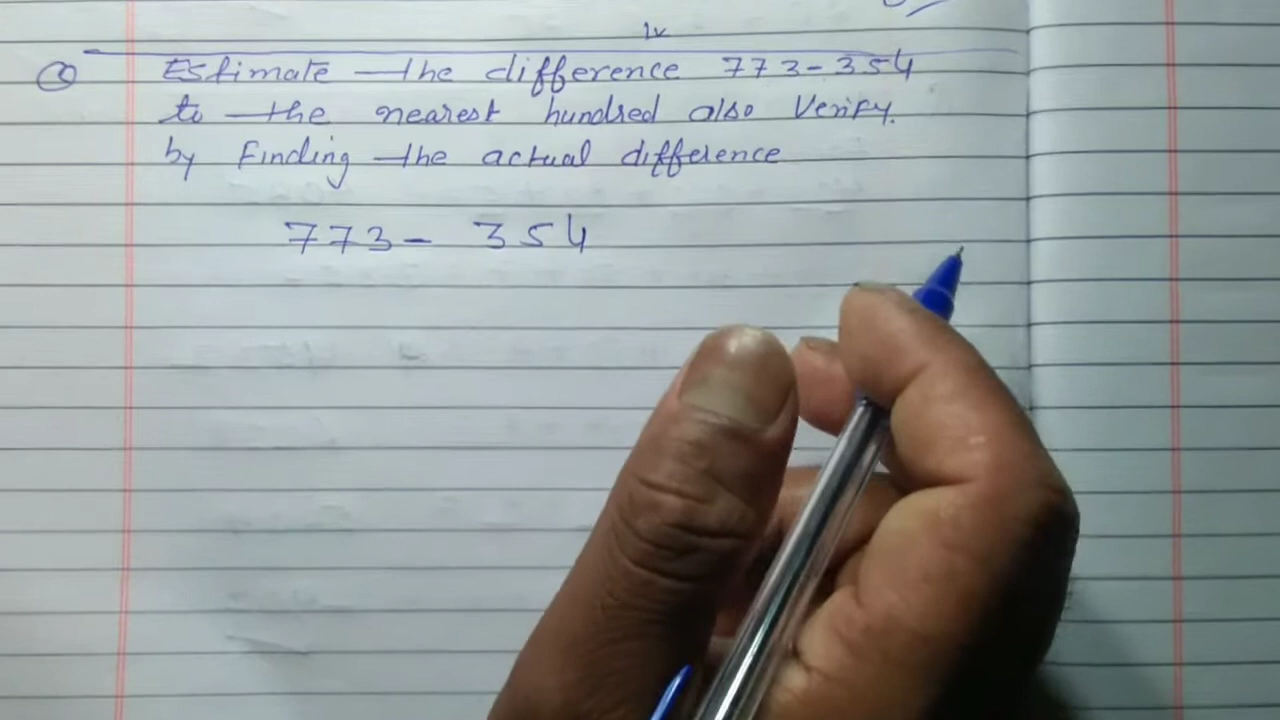 Estimate the difference 773-354
to the nearest hundred also Verify.
by Finding the actual difference
773- 354